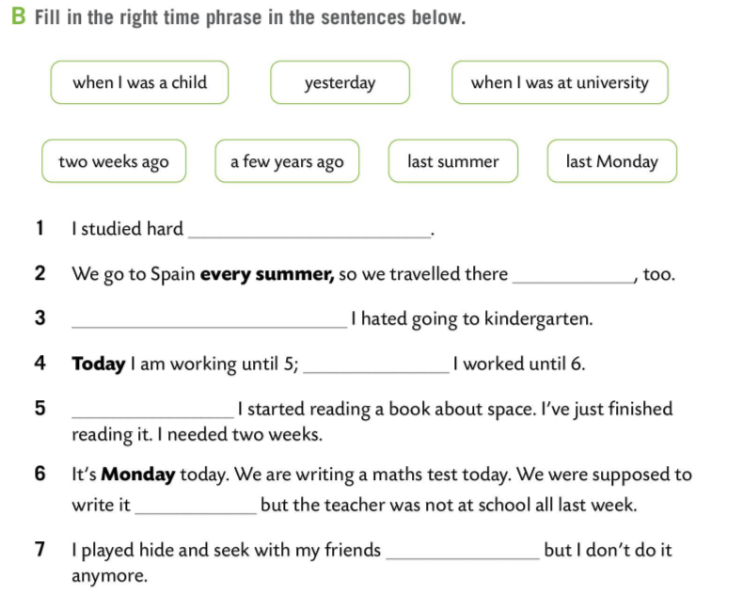 B Fill in the right time phrase in the sentences below.
when I was a child yesterday when I was at university
two weeks ago a few years ago last summer last Monday
1 I studied hard ______________________.
2 We go to Spain every summer, so we travelled there ____________, too.
3 ______________________ I hated going to kindergarten.
4 Today I am working until 5; ______________ I worked until 6.
5 ________________ I started reading a book about space. I've just finished
reading it. I needed two weeks.
6 It's Monday today. We are writing a maths test today. We were supposed to
write it ____________ but the teacher was not at school all last week.
7 I played hide and seek with my friends ________________ but I don't do it
anymore.